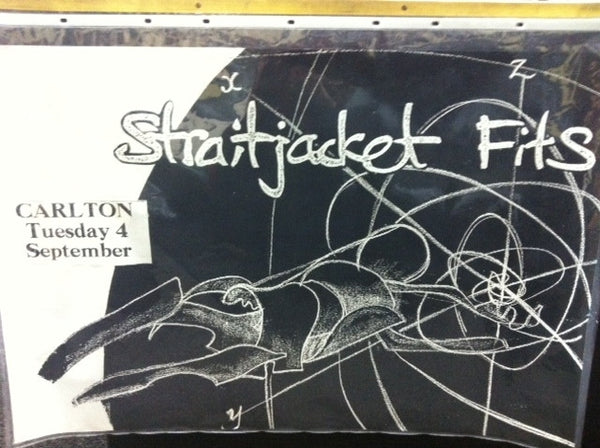 x
z
Straitjacket Fits
CARLTON
Tuesday 4
September
y